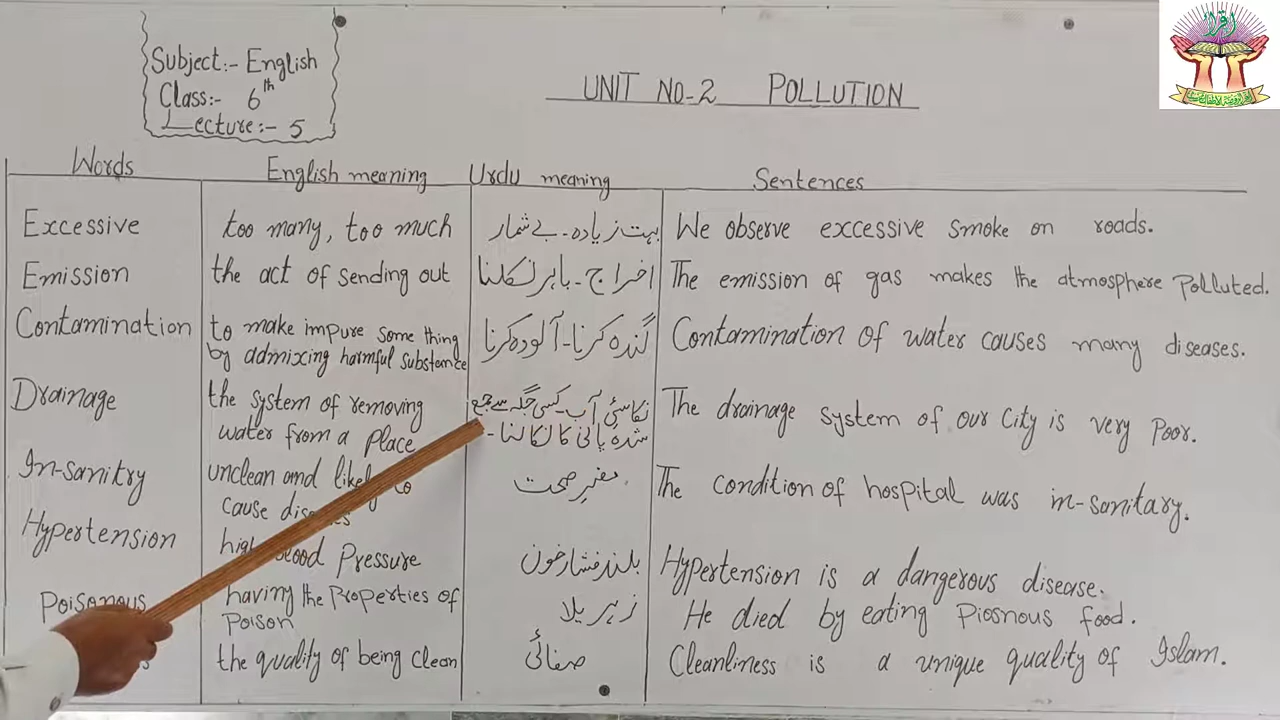 Subject:- English
Class:- 6th
Lecture:- 5
UNIT NO-2 POLLUTION
اقرأ
Words English meaning Urdu meaning Sentences
Excessive too many, too much بہت زیادہ - بے شمار We observe excessive smoke on roads.
Emission the act of sending out اخراج - باہر نکلنا The emission of gas makes the atmosphere polluted.
Contamination to make impure some thing گندہ کرنا - آلودہ کرنا Contamination of water causes many diseases.
by admixing harmful substance
Drainage the system of removing نکاسئ آب - کسی جگہ سے جمع The drainage system of our City is very Poor.
water from a place شدہ پانی کا نکالنا -
In-sanitry unclean and likely to مضرِ صحت The condition of hospital was in-sanitary.
cause
Hypertension blood Pressure بلند فشار خون Hypertension is a dangerous disease.
Poisonous having the Properties of زہریلا He died by eating Piosnous food.
Poison
the quality of being clean صفائی Cleanliness is a unique quality of Islam.